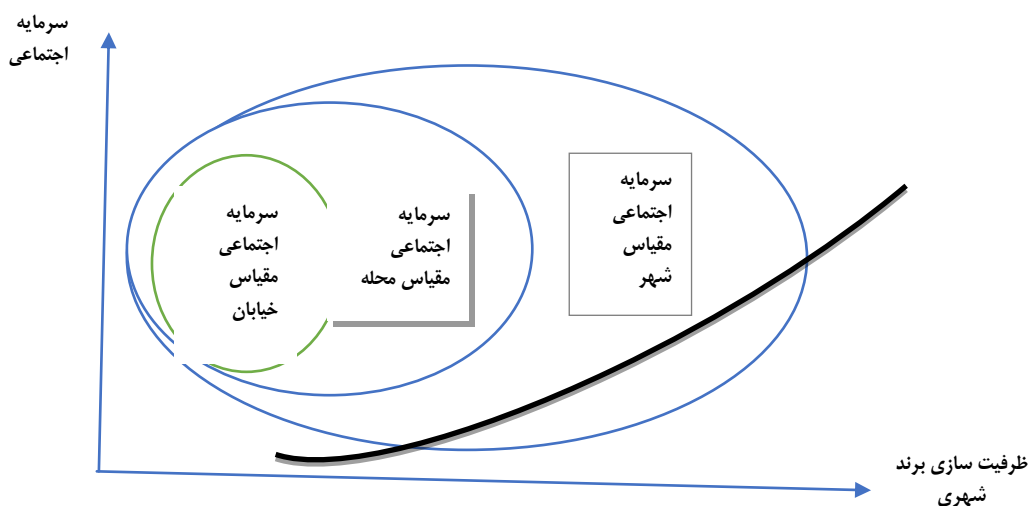 سرمایه
اجتماعی
سرمایه
اجتماعی
مقیاس
شهر
سرمایه
اجتماعی
مقیاس محله
سرمایه
اجتماعی
مقیاس
خیابان
ظرفیت سازی برند
شهری